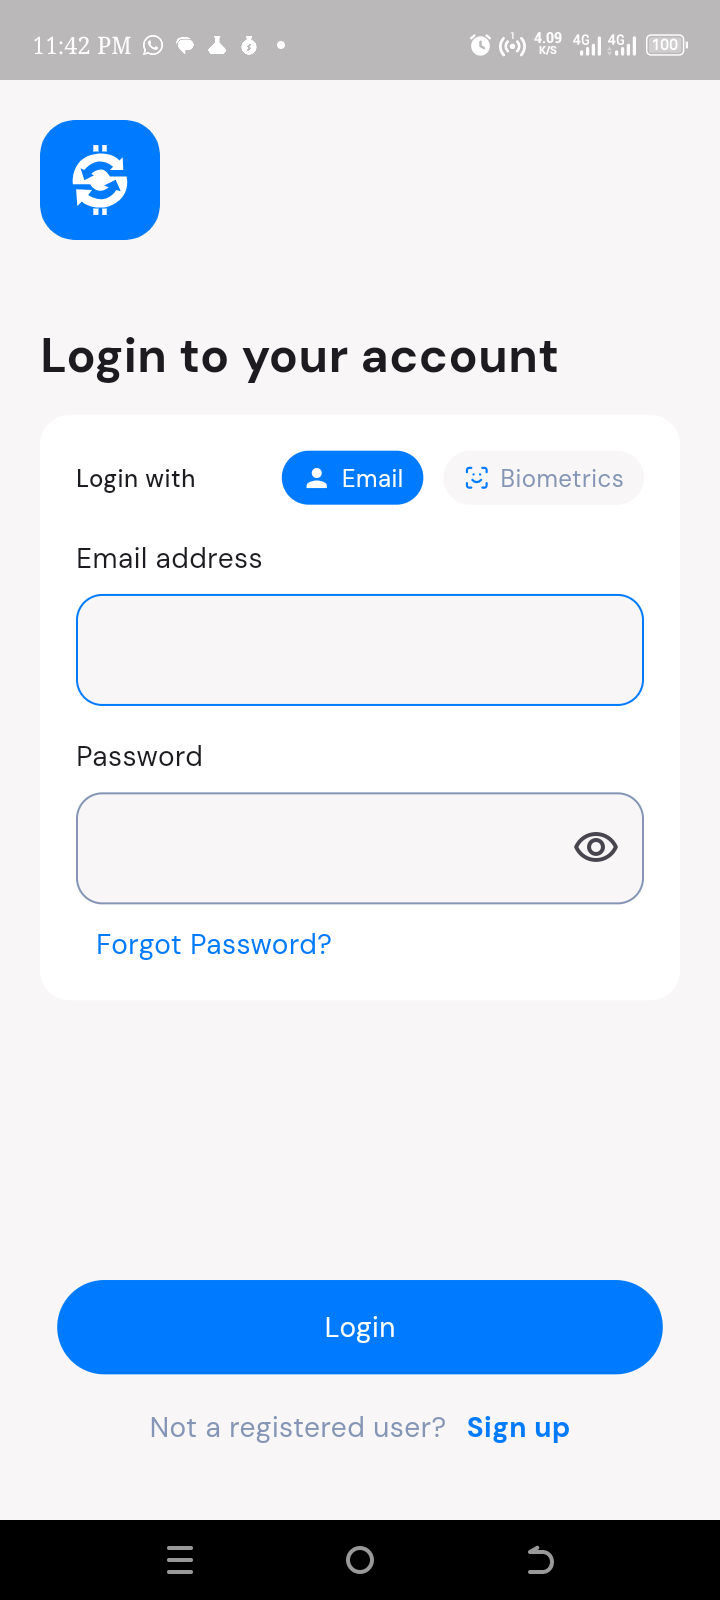 11:42 PM 1 4.09 K/S 4G 4G 100
Login to your account
Login with Email Biometrics
Email address
Password
Forgot Password?
Login
Not a registered user? Sign up